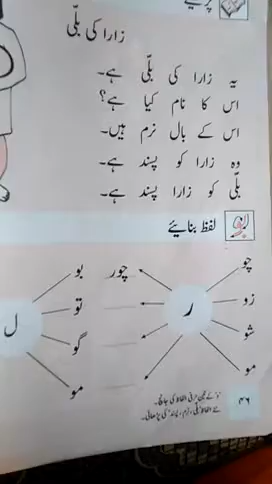 پڑھیے
زارا کی بلّی
یہ زارا کی بلّی ہے۔
اس کا نام کیا ہے؟
اس کے بال نرم ہیں۔
وہ زارا کو پسند ہے۔
بلّی کو زارا پسند ہے۔
لفظ بنائیے
چو
زو
شو
مو
ر
چور
بو
تو
گو
مو
ل
۴۶